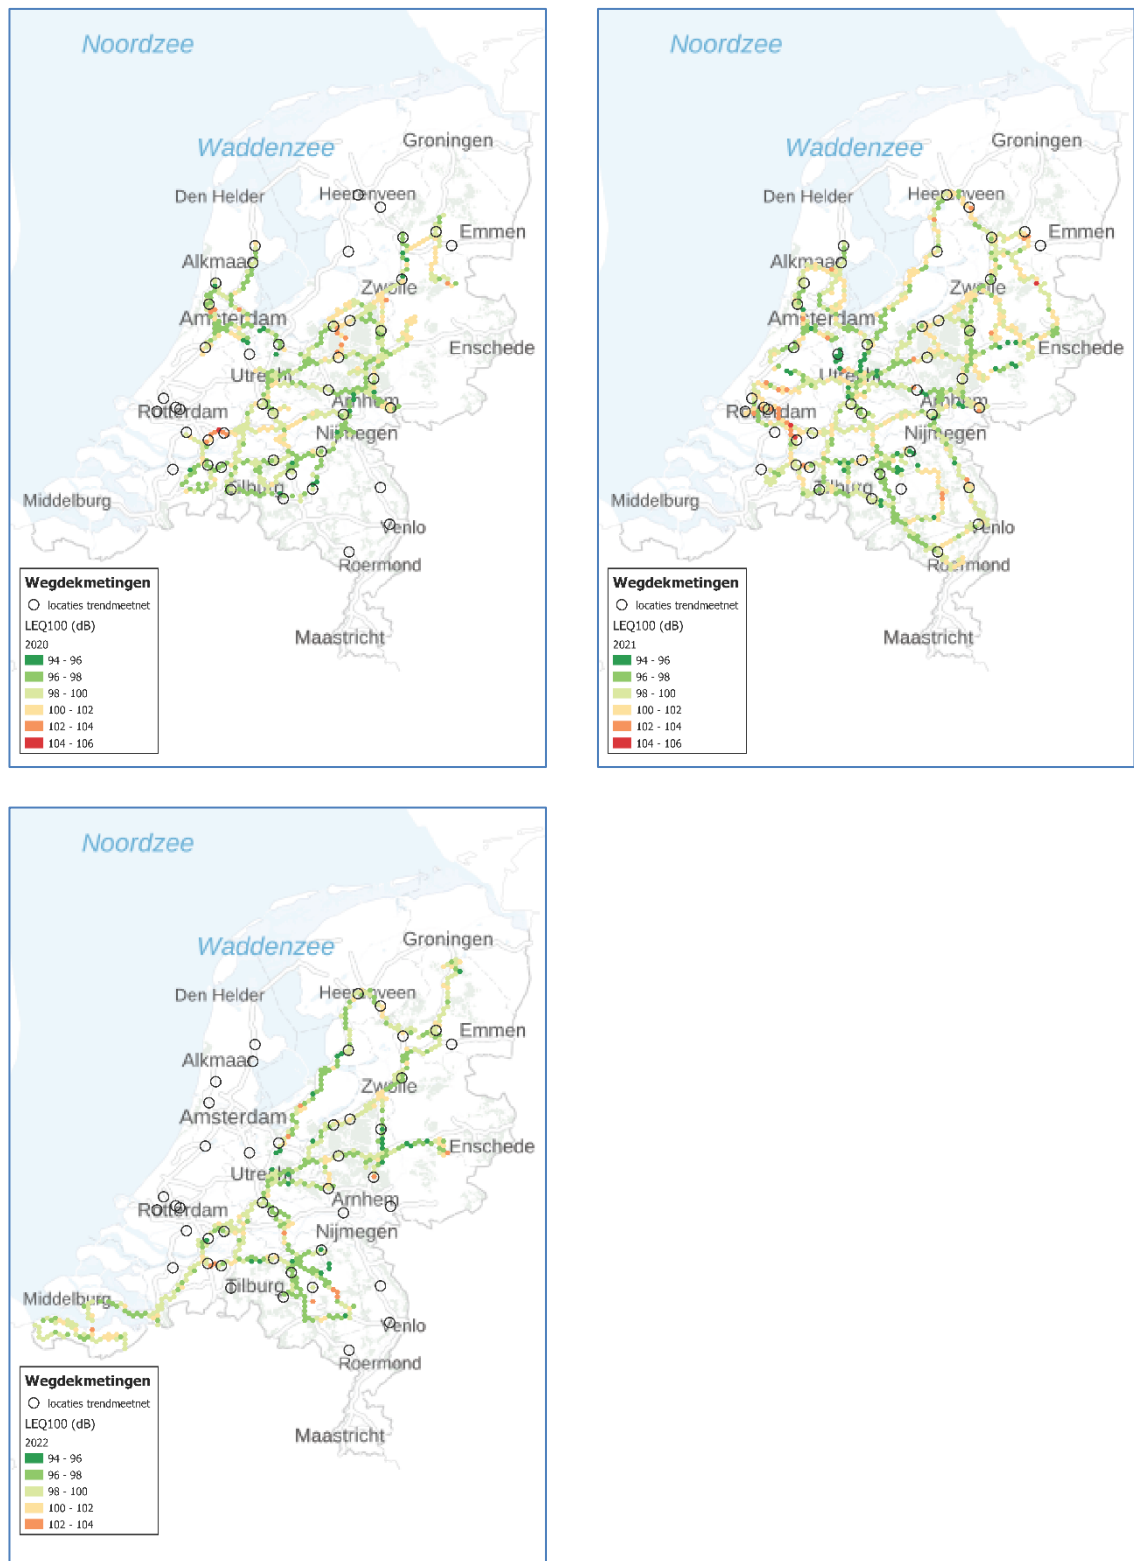 Noordzee
Waddenzee
Groningen
Den Helder
Heerenveen
Emmen
Alkmaar
Zwolle
Amsterdam
Enschede
Utrecht
Rotterdam
Arnhem
Nijmegen
Middelburg
Tilburg
Venlo
Roermond
Maastricht
Wegdekmetingen
locaties trendmeetnet
LEQ100 (dB)
2020
94 - 96
96 - 98
98 - 100
100 - 102
102 - 104
104 - 106
Noordzee
Waddenzee
Groningen
Den Helder
Heerenveen
Emmen
Alkmaar
Zwolle
Amsterdam
Enschede
Utrecht
Rotterdam
Arnhem
Nijmegen
Middelburg
Tilburg
Venlo
Roermond
Maastricht
Wegdekmetingen
locaties trendmeetnet
LEQ100 (dB)
2021
94 - 96
96 - 98
98 - 100
100 - 102
102 - 104
104 - 106
Noordzee
Waddenzee
Groningen
Den Helder
Heerenveen
Emmen
Alkmaar
Zwolle
Amsterdam
Enschede
Utrecht
Rotterdam
Arnhem
Nijmegen
Middelburg
Tilburg
Venlo
Roermond
Maastricht
Wegdekmetingen
locaties trendmeetnet
LEQ100 (dB)
2022
94 - 96
96 - 98
98 - 100
100 - 102
102 - 104